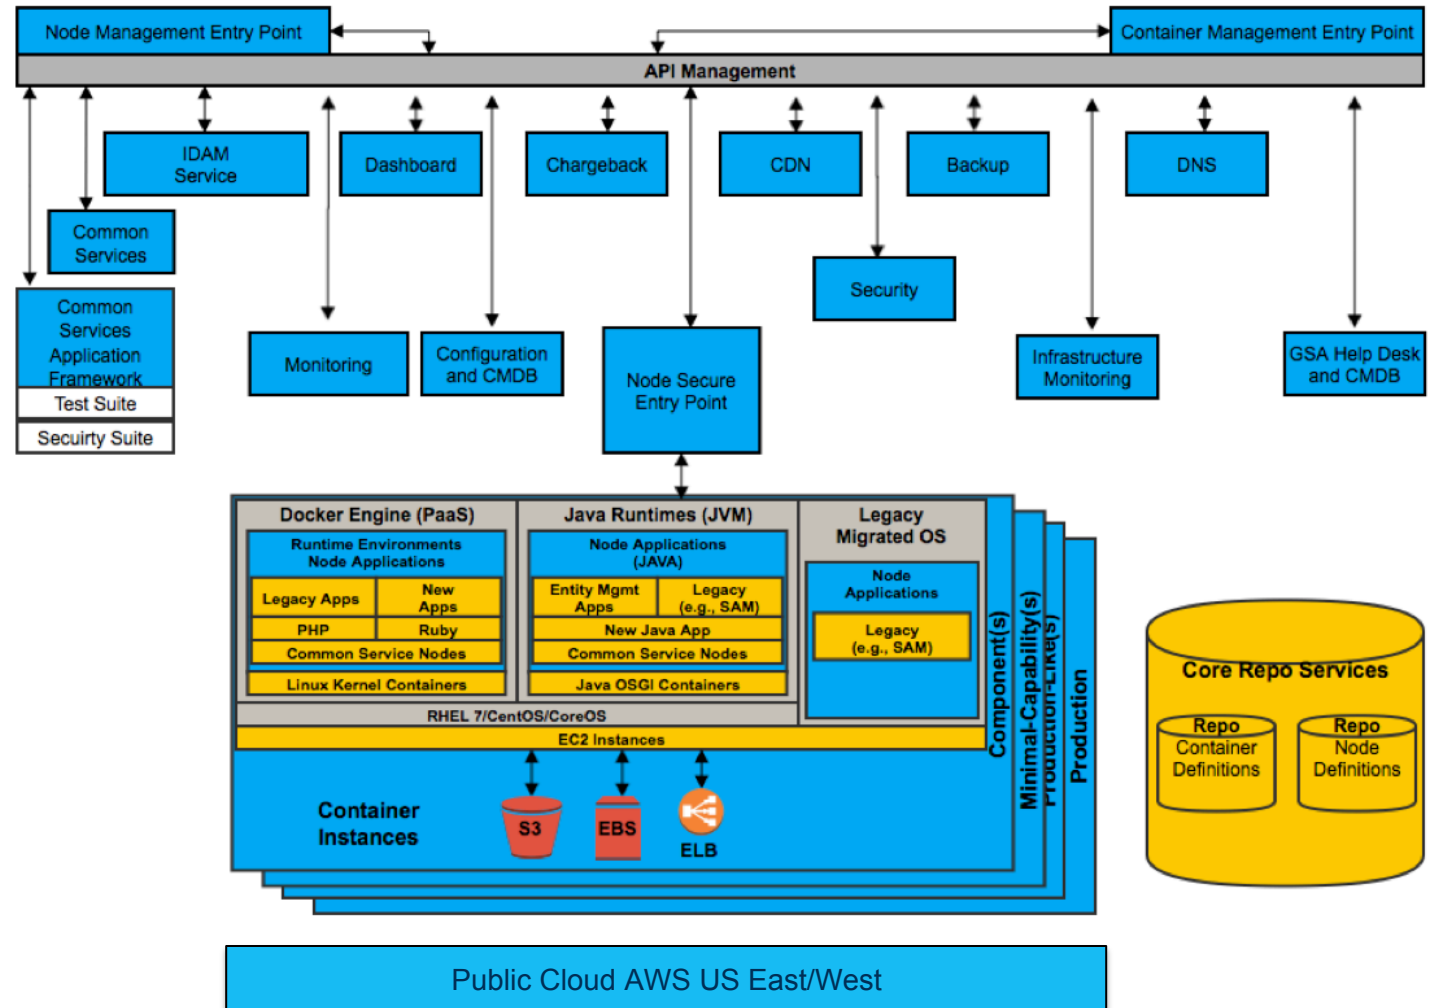 Node Management Entry Point
Container Management Entry Point
API Management
IDAM
Service
Dashboard
Chargeback
CDN
Backup
DNS
Common
Services
Security
Common
Services
Application
Framework
Test Suite
Secuirty Suite
Monitoring
Configuration
and CMDB
Node Secure
Entry Point
Infrastructure
Monitoring
GSA Help Desk
and CMDB
Docker Engine (PaaS)
Runtime Environments
Node Applications
Legacy Apps
New
Apps
PHP
Ruby
Common Service Nodes
Linux Kernel Containers
Java Runtimes (JVM)
Node Applications
(JAVA)
Entity Mgmt
Apps
Legacy
(e.g., SAM)
New Java App
Common Service Nodes
Java OSGI Containers
Legacy
Migrated OS
Node
Applications
Legacy
(e.g., SAM)
RHEL 7/CentOS/CoreOS
EC2 Instances
Container
Instances
S3
EBS
ELB
Component(s)
Minimal-Capability(s)
Production-Like(s)
Production
Core Repo Services
Repo
Container
Definitions
Repo
Node
Definitions
Public Cloud AWS US East/West